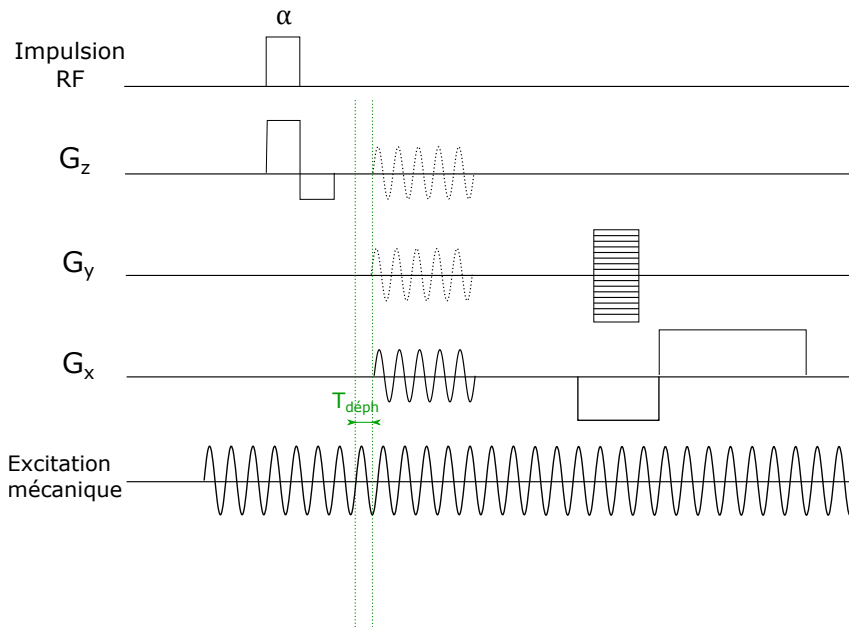 α
Impulsion
RF
Gz
Gy
Gx
Tdéph
Excitation
mécanique